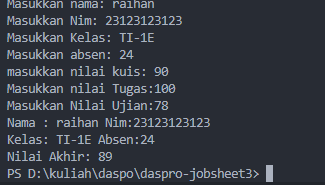 Masukkan nama: raihan
Masukkan Nim: 23123123123
Masukkan Kelas: TI-1E
Masukkan absen: 24
masukkan nilai kuis: 90
masukkan nilai Tugas:100
Masukkan Nilai Ujian:78
Nama : raihan Nim:23123123123
Kelas: TI-1E Absen:24
Nilai Akhir: 89
PS D:\kuliah\daspo\daspro-jobsheet3>